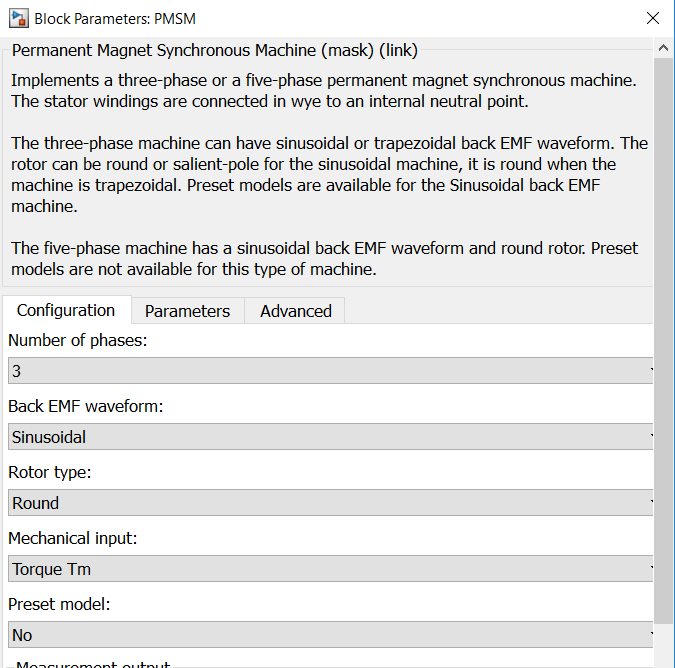 Block Parameters: PMSM
Permanent Magnet Synchronous Machine (mask) (link)
Implements a three-phase or a five-phase permanent magnet synchronous machine.
The stator windings are connected in wye to an internal neutral point.
The three-phase machine can have sinusoidal or trapezoidal back EMF waveform. The
rotor can be round or salient-pole for the sinusoidal machine, it is round when the
machine is trapezoidal. Preset models are available for the Sinusoidal back EMF
machine.
The five-phase machine has a sinusoidal back EMF waveform and round rotor. Preset
models are not available for this type of machine.
Configuration Parameters Advanced
Number of phases:
3
Back EMF waveform:
Sinusoidal
Rotor type:
Round
Mechanical input:
Torque Tm
Preset model:
No
Measurement output